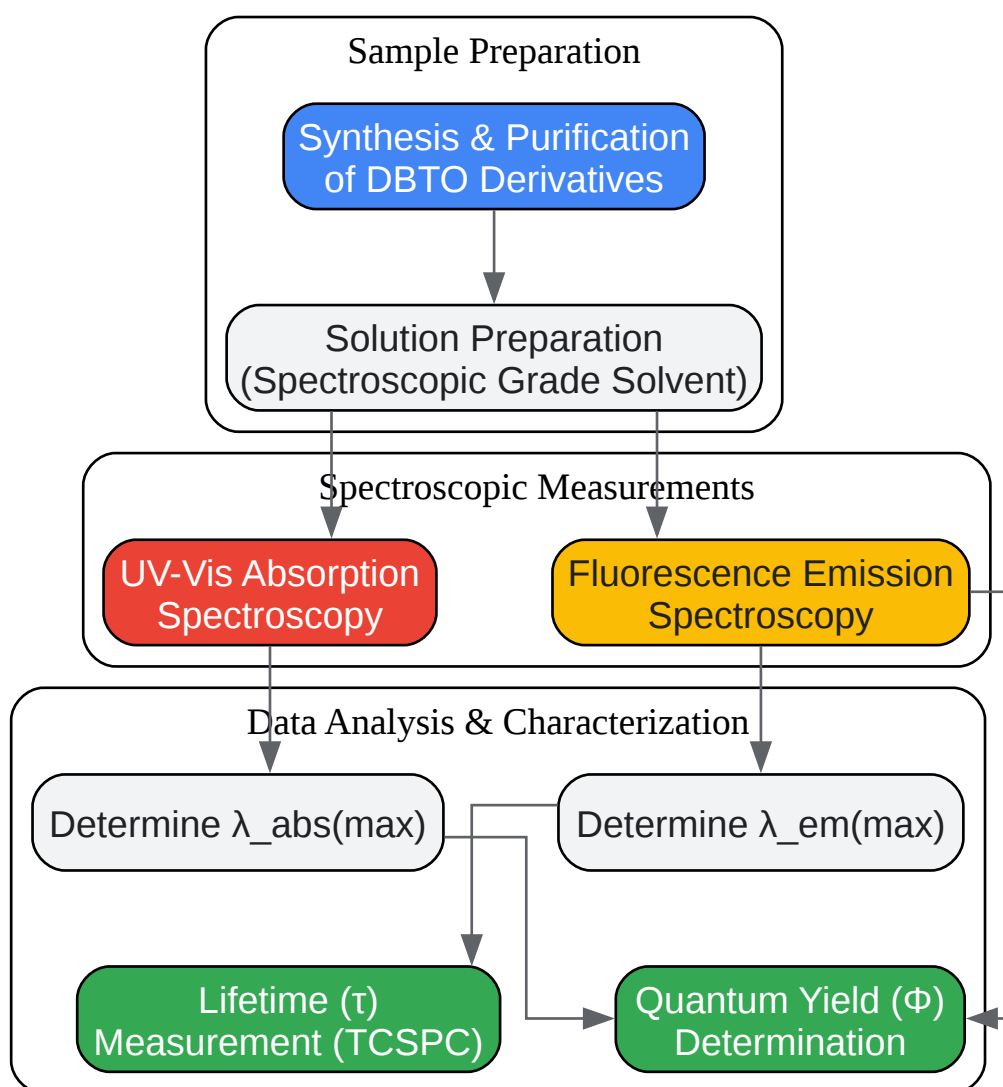 Sample Preparation
Synthesis & Purification
of DBTO Derivatives
Solution Preparation
(Spectroscopic Grade Solvent)
Spectroscopic Measurements
UV-Vis Absorption
Spectroscopy
Fluorescence Emission
Spectroscopy
Data Analysis & Characterization
Determine λ_abs(max)
Determine λ_em(max)
Lifetime (τ)
Measurement (TCSPC)
Quantum Yield (Φ)
Determination